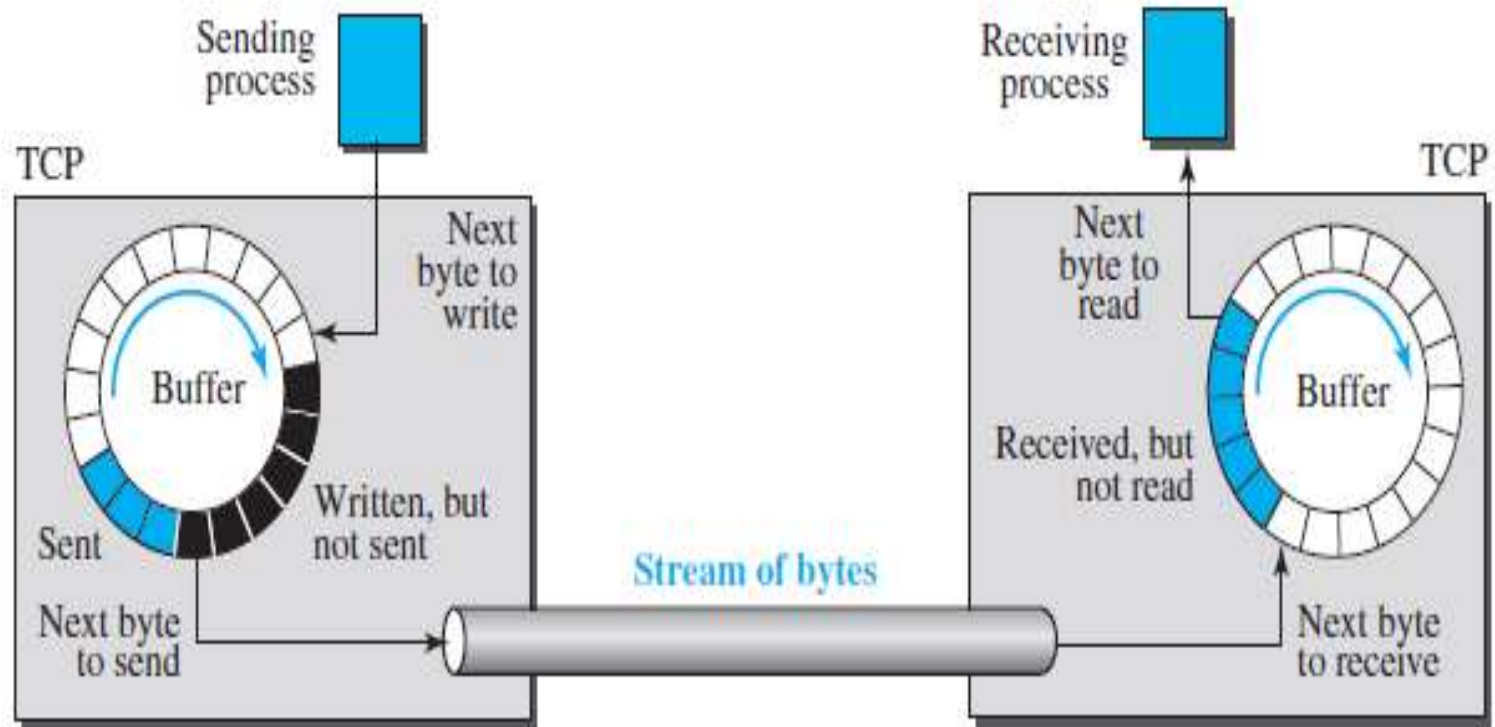 Sending
process
Receiving
process
TCP
TCP
Next
byte to
write
Next
byte to
read
Buffer
Buffer
Received, but
not read
Written, but
not sent
Sent
Stream of bytes
Next byte
to send
Next byte
to receive